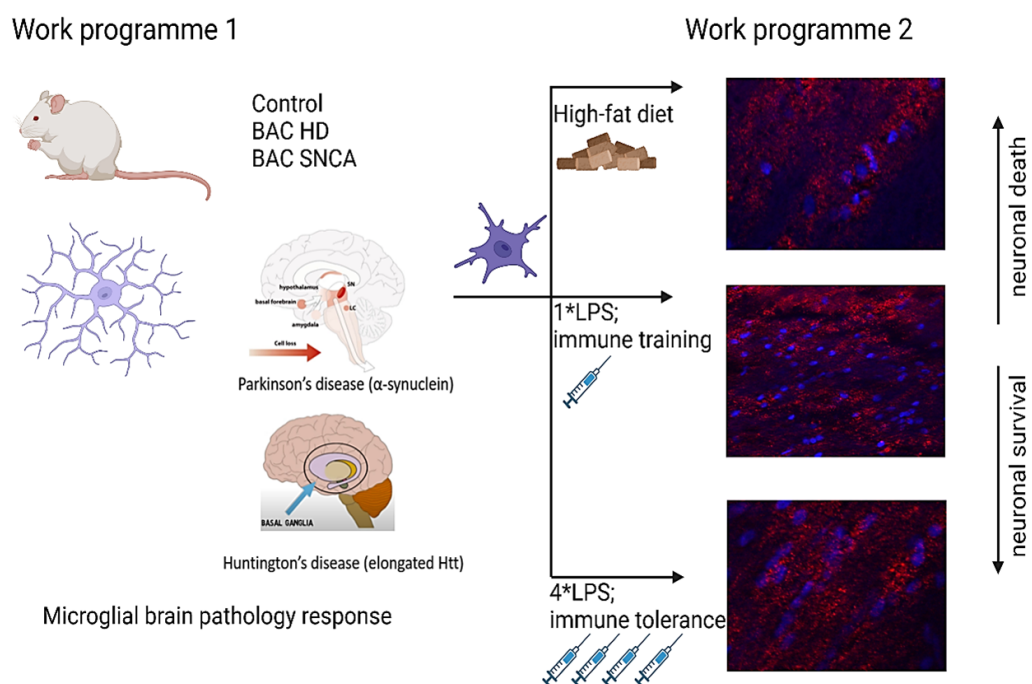 Work programme 1
Work programme 2
Control
BAC HD
BAC SNCA
High-fat diet
hypothalamus
SN
basal forebrain
LC
amygdala
Cell loss
Parkinson's disease (α-synuclein)
1*LPS;
immune training
BASAL GANGLIA
Huntington's disease (elongated Htt)
4*LPS;
immune tolerance
Microglial brain pathology response
neuronal death
neuronal survival